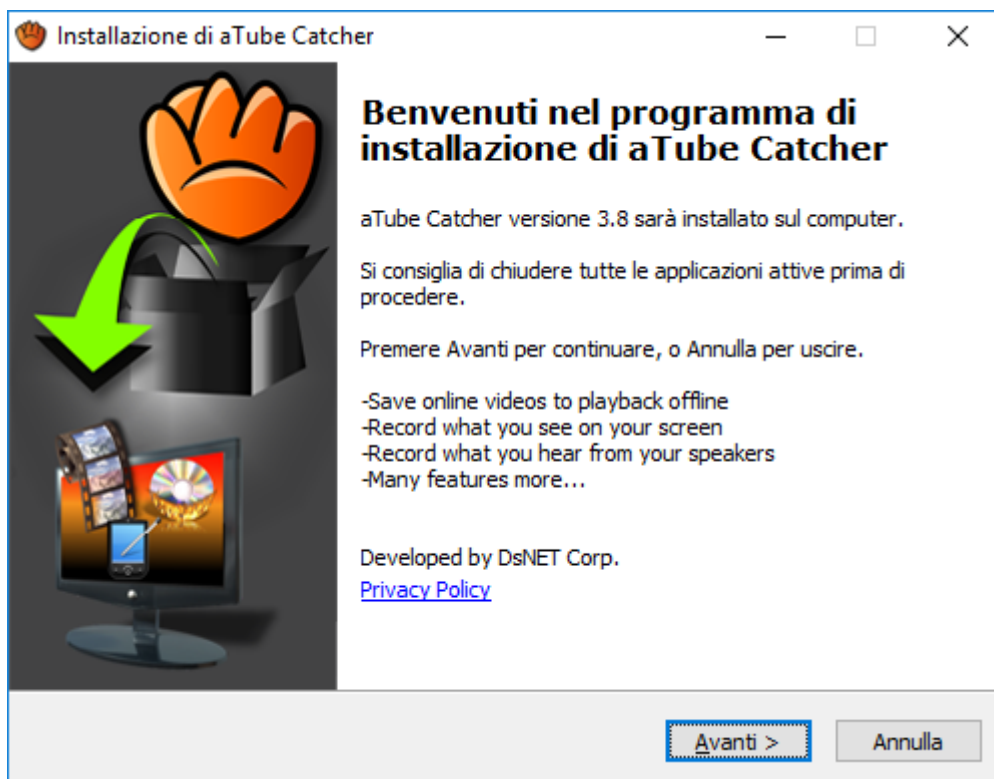 Installazione di aTube Catcher
Benvenuti nel programma di
installazione di aTube Catcher
aTube Catcher versione 3.8 sarà installato sul computer.
Si consiglia di chiudere tutte le applicazioni attive prima di
procedere.
Premere Avanti per continuare, o Annulla per uscire.
-Save online videos to playback offline
-Record what you see on your screen
-Record what you hear from your speakers
-Many features more...
Developed by DsNET Corp.
Privacy Policy
Avanti >
Annulla